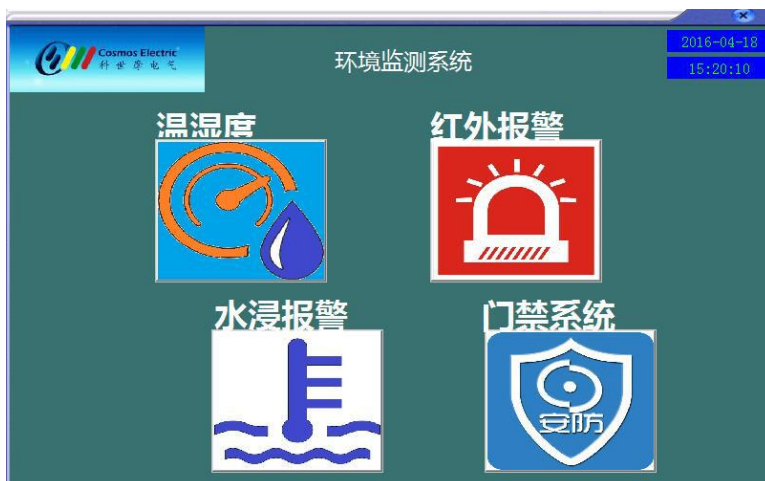 Cosmos Electric
科世摩电气
环境监测系统
2016-04-18
15:20:10
温湿度
红外报警
水浸报警
门禁系统
安防